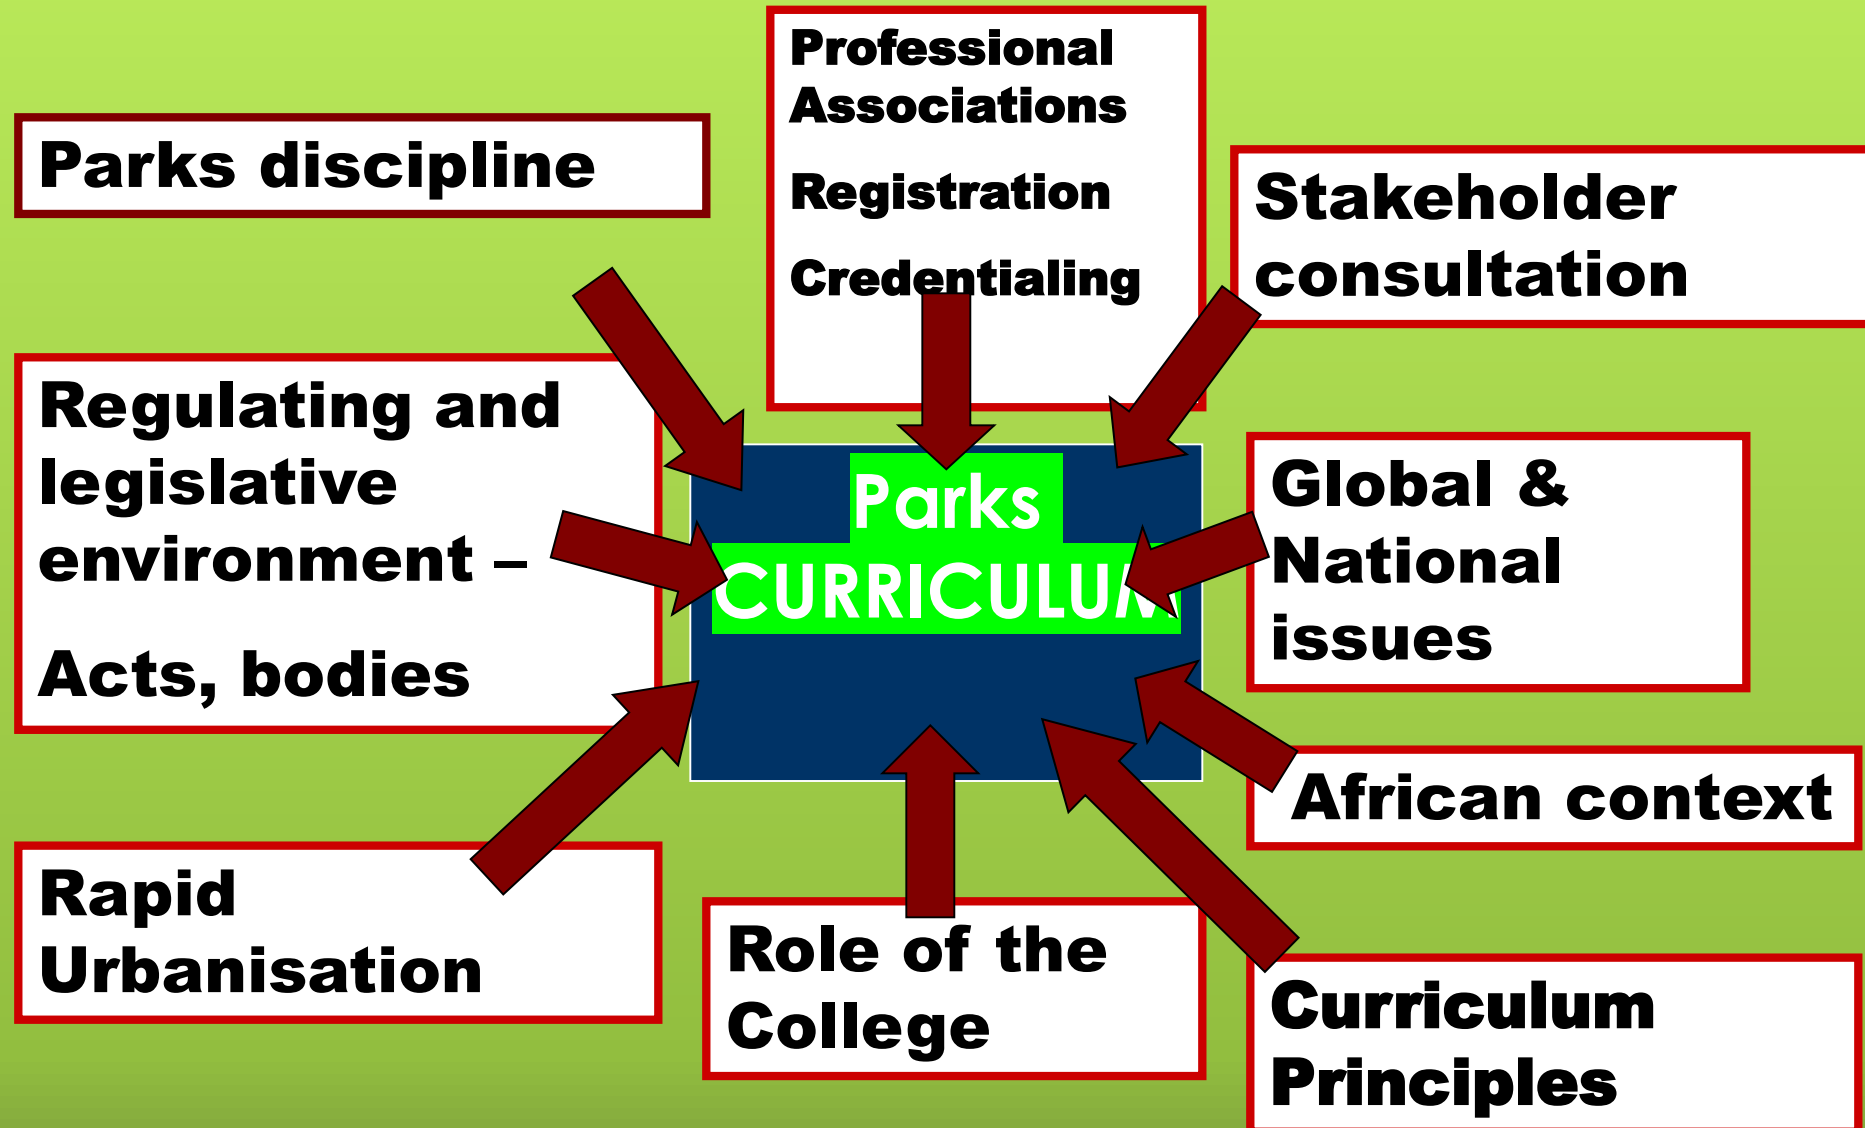 Professional
Associations
Registration
Credentialing
Parks discipline
Stakeholder
consultation
Regulating and
legislative
environment –
Acts, bodies
Parks
CURRICULUM
Global &
National
issues
African context
Rapid
Urbanisation
Role of the
College
Curriculum
Principles